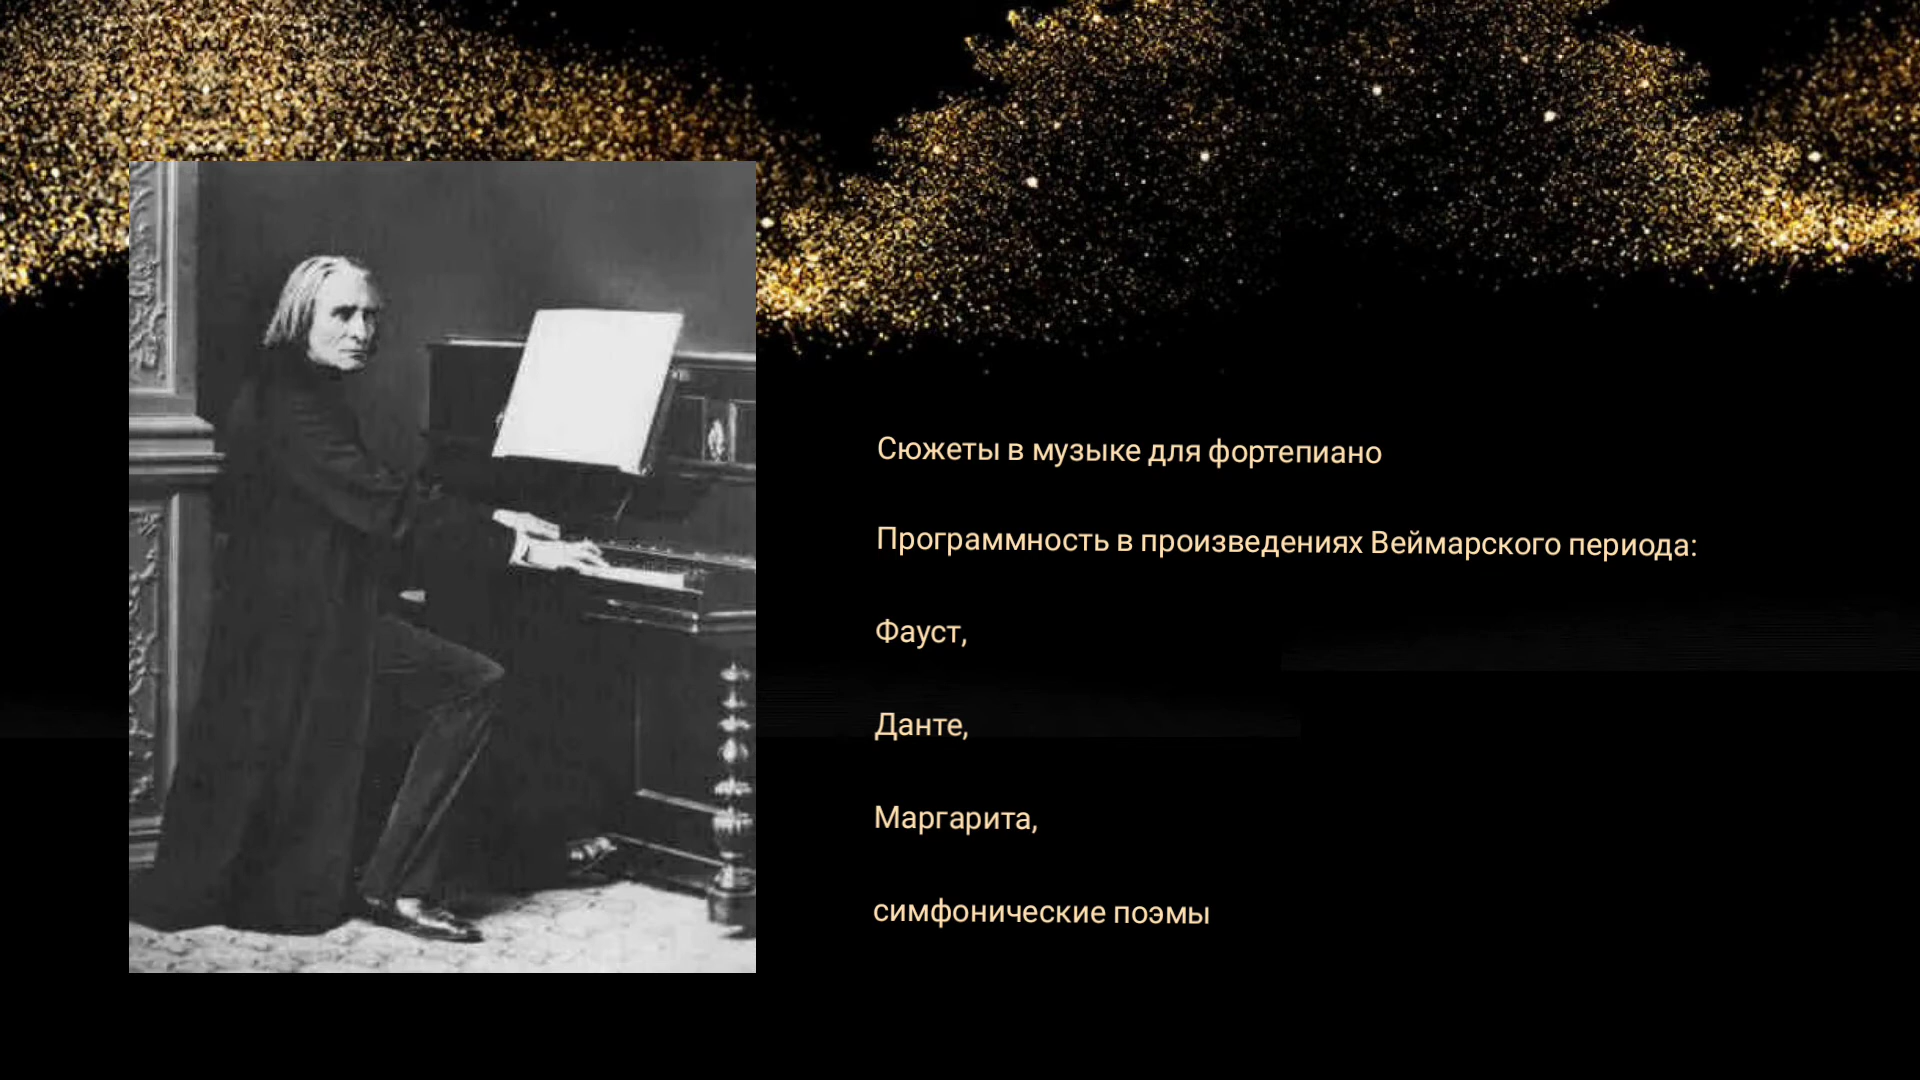 Сюжеты в музыке для фортепиано
Программность в произведениях Веймарского периода:
Фауст,
Данте,
Маргарита,
симфонические поэмы